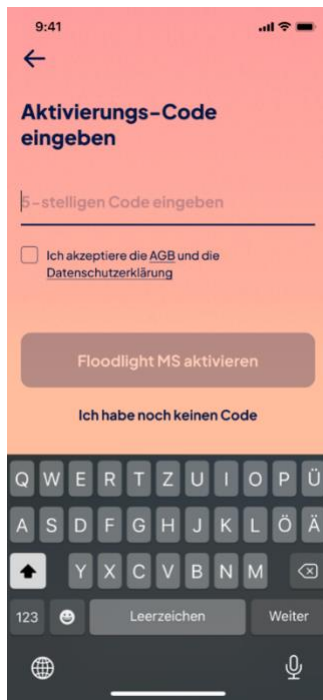 9:41
Aktivierungs-Code
eingeben
5-stelligen Code eingeben
Ich akzeptiere die AGB und die
Datenschutzerklärung
Floodlight MS aktivieren
Ich habe noch keinen Code
Q W E R T Z U I O P Ü
A S D F G H J K L Ö Ä
Y X C V B N M
123 Leerzeichen Weiter